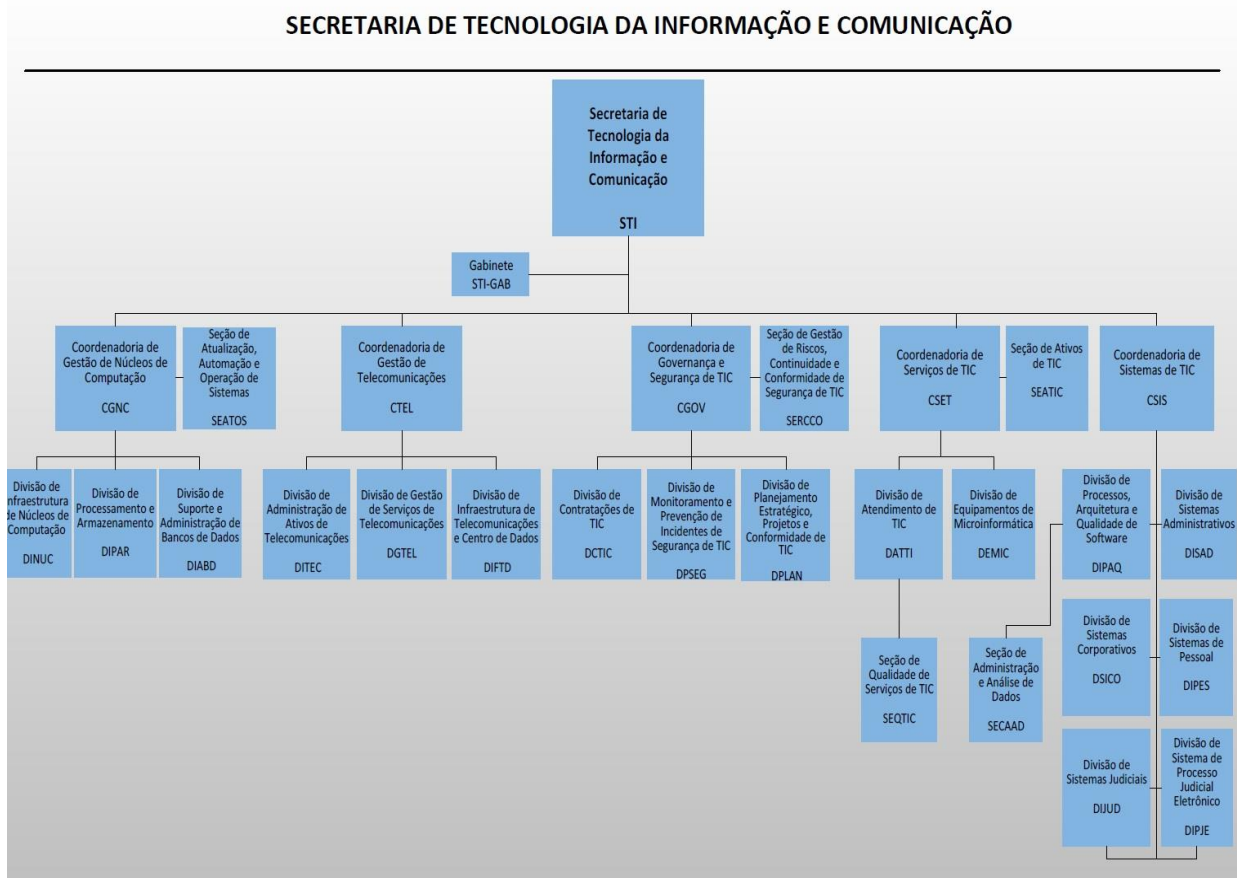 SECRETARIA DE TECNOLOGIA DA INFORMAÇÃO E COMUNICAÇÃO
Secretaria de
Tecnologia da
Informação e
Comunicação
STI
Gabinete
STI-GAB
Coordenadoria de
Gestão de Núcleos de
Computação
CGNC
Seção de
Atualização,
Automação e
Operação de
Sistemas
SEATOS
Coordenadoria de
Gestão de
Telecomunicações
CTEL
Coordenadoria de
Governança e
Segurança de TIC
CGOV
Seção de Gestão
de Riscos,
Continuidade e
Conformidade de
Segurança de TIC
SERCCO
Coordenadoria de
Serviços de TIC
CSET
Seção de Ativos
de TIC
SEATIC
Coordenadoria de
Sistemas de TIC
CSIS
Divisão de
Infraestrutura
de Núcleos de
Computação
DINUC
Divisão de
Processamento e
Armazenamento
DIPAR
Divisão de
Suporte e
Administração de
Bancos de Dados
DIABD
Divisão de
Administração de
Ativos de
Telecomunicações
DITEC
Divisão de Gestão
de Serviços de
Telecomunicações
DGTEL
Divisão de
Infraestrutura de
Telecomunicações
e Centro de Dados
DIFTD
Divisão de
Contratações de
TIC
DCTIC
Divisão de
Monitoramento e
Prevenção de
Incidentes de
Segurança de TIC
DPSEG
Divisão de
Planejamento
Estratégico,
Projetos e
Conformidade de
TIC
DPLAN
Divisão de
Atendimento de
TIC
DATTI
Divisão de
Equipamentos de
Microinformática
DEMIC
Divisão de
Processos,
Arquitetura e
Qualidade de
Software
DIPAQ
Divisão de
Sistemas
Administrativos
DISAD
Seção de
Qualidade de
Serviços de TIC
SEQTIC
Seção de
Administração
e Análise de
Dados
SECAAD
Divisão de
Sistemas
Corporativos
DSICO
Divisão de
Sistemas de
Pessoal
DIPES
Divisão de
Sistemas Judiciais
DIJUD
Divisão de
Sistema de
Processo
Judicial
Eletrônico
DIPJE